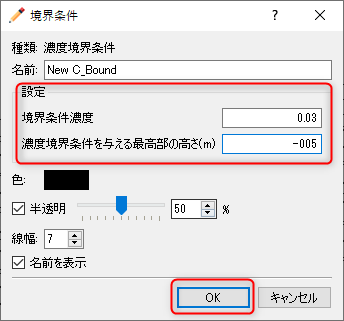 境界条件
種類: 濃度境界条件
名前: New C_Bound
設定
境界条件濃度 0.03
濃度境界条件を与える最高部の高さ(m) -005
色:
半透明 50 %
線幅: 7
名前を表示
OK キャンセル